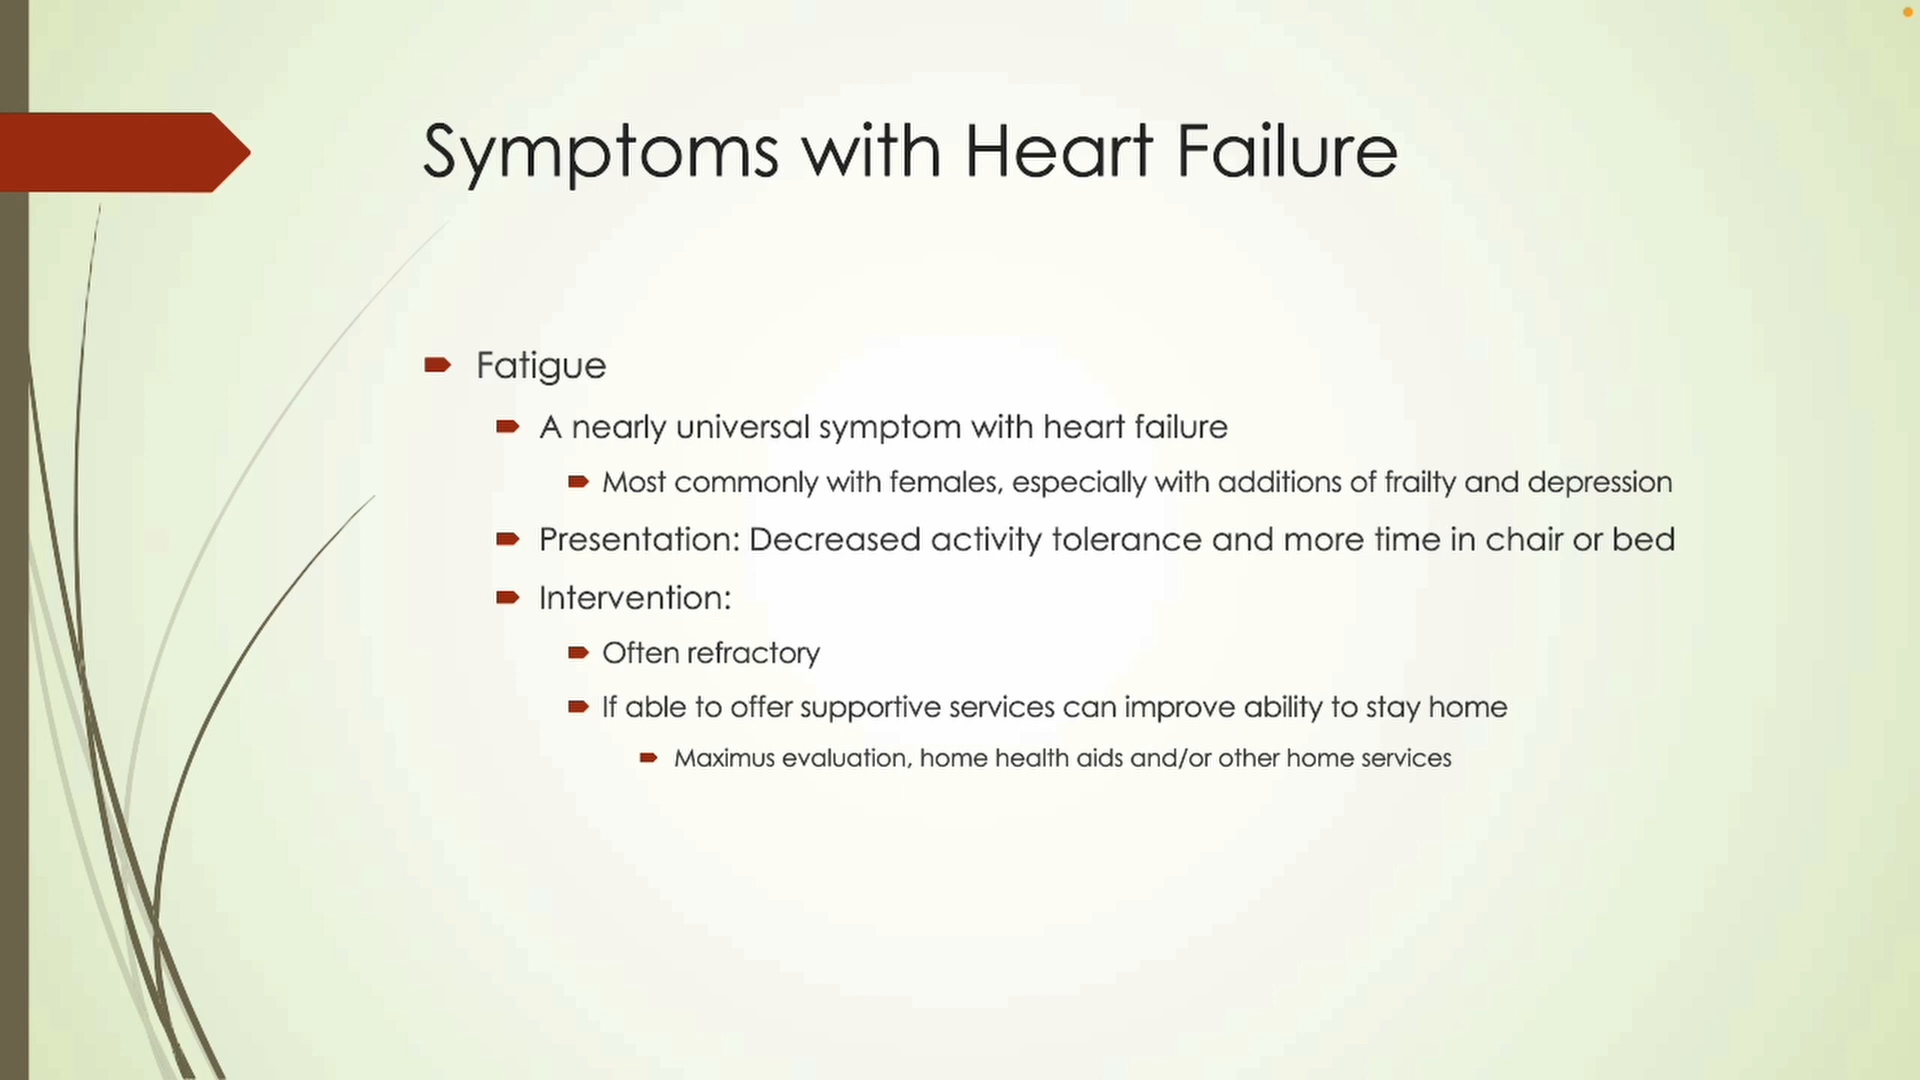 Symptoms with Heart Failure
Fatigue
A nearly universal symptom with heart failure
Most commonly with females, especially with additions of frailty and depression
Presentation: Decreased activity tolerance and more time in chair or bed
Intervention:
Often refractory
If able to offer supportive services can improve ability to stay home
Maximus evaluation, home health aids and/or other home services